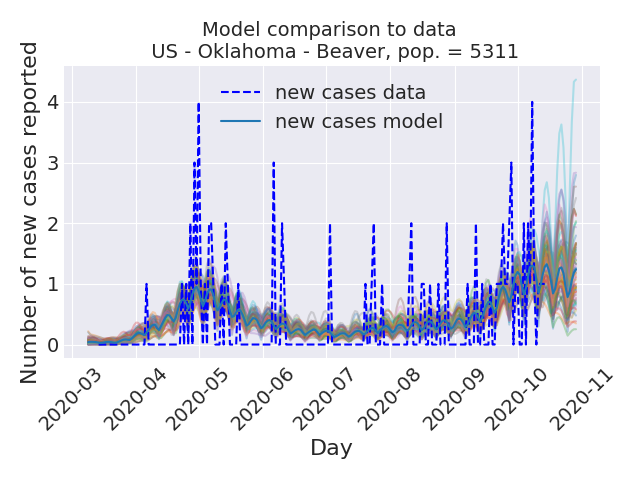 Model comparison to data
US - Oklahoma - Beaver, pop. = 5311
Number of new cases reported
4
3
2
1
0
new cases data
new cases model
2020-03
2020-04
2020-05
2020-06
2020-07
2020-08
2020-09
2020-10
2020-11
Day